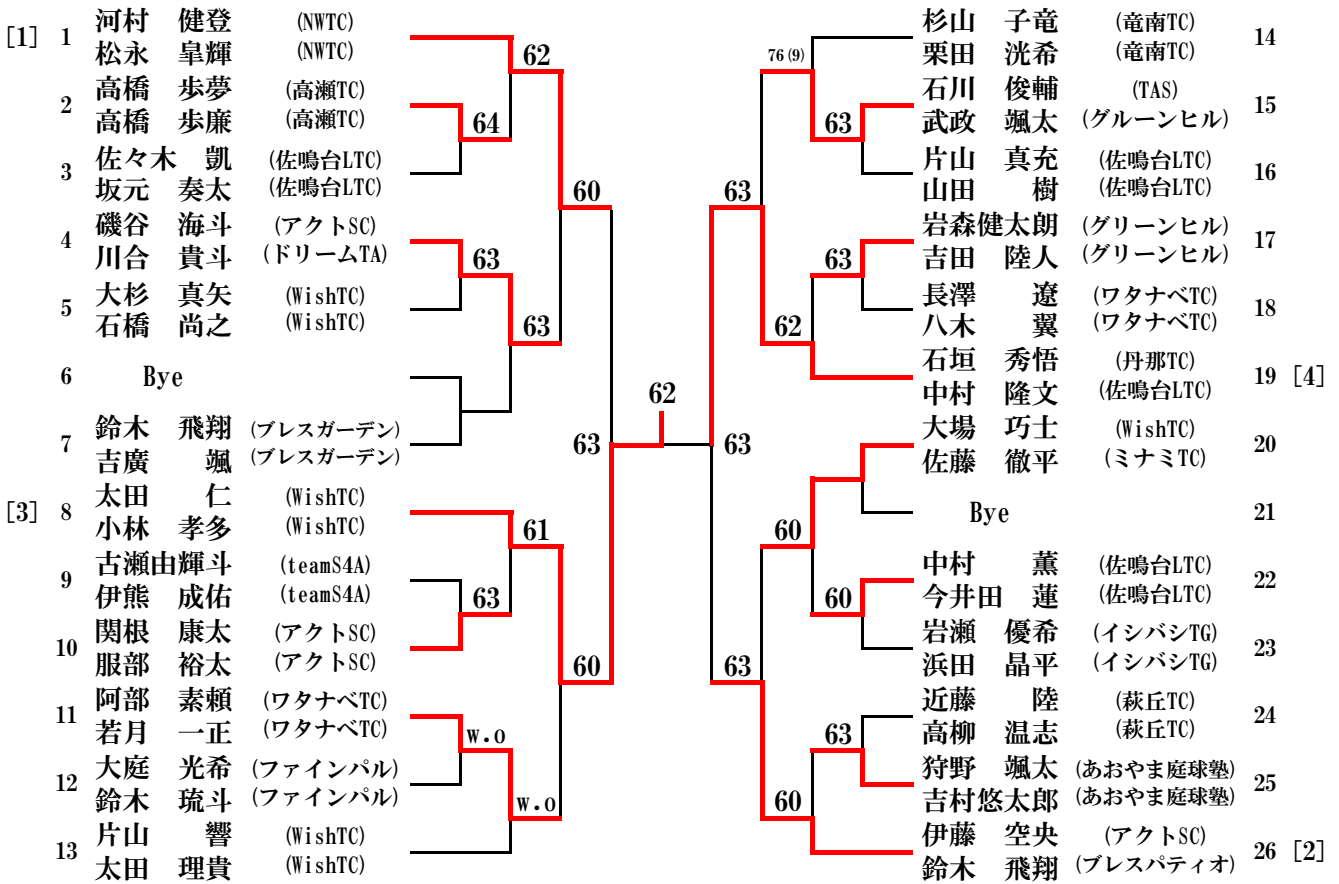 [1] 1 河村 健登 (NWTC)
松永 皐輝 (NWTC)
62
2 高橋 歩夢 (高瀬TC)
高橋 歩廉 (高瀬TC)
64
3 佐々木 凱 (佐鳴台LTC)
坂元 奏太 (佐鳴台LTC)
60
4 磯谷 海斗 (アクトSC)
川合 貴斗 (ドリームTA)
63
5 大杉 真矢 (WishTC)
石橋 尚之 (WishTC)
63
6 Bye
7 鈴木 飛翔 (ブレスガーデン)
吉廣 颯 (ブレスガーデン)
63
62
[3] 8 太田 仁 (WishTC)
小林 孝多 (WishTC)
61
9 古瀬由輝斗 (teamS4A)
伊熊 成佑 (teamS4A)
63
10 関根 康太 (アクトSC)
服部 裕太 (アクトSC)
60
11 阿部 素頼 (ワタナベTC)
若月 一正 (ワタナベTC)
W.O
12 大庭 光希 (ファインパル)
鈴木 琉斗 (ファインパル)
W.O
13 片山 響 (WishTC)
太田 理貴 (WishTC)
杉山 子竜 (竜南TC) 14
栗田 洸希 (竜南TC)
76(9)
石川 俊輔 (TAS) 15
武政 颯太 (グルーンヒル)
63
片山 真充 (佐鳴台LTC) 16
山田 樹 (佐鳴台LTC)
63
岩森健太朗 (グリーンヒル) 17
吉田 陸人 (グリーンヒル)
63
長澤 遼 (ワタナベTC) 18
八木 翼 (ワタナベTC)
62
石垣 秀悟 (丹那TC) 19 [4]
中村 隆文 (佐鳴台LTC)
63
大場 巧士 (WishTC) 20
佐藤 徹平 (ミナミTC)
Bye 21
60
中村 薫 (佐鳴台LTC) 22
今井田 蓮 (佐鳴台LTC)
60
岩瀬 優希 (イシバシTG) 23
浜田 晶平 (イシバシTG)
63
近藤 陸 (萩丘TC) 24
高柳 温志 (萩丘TC)
63
狩野 颯太 (あおやま庭球塾) 25
吉村悠太郎 (あおやま庭球塾)
60
伊藤 空央 (アクトSC) 26 [2]
鈴木 飛翔 (ブレスパティオ)